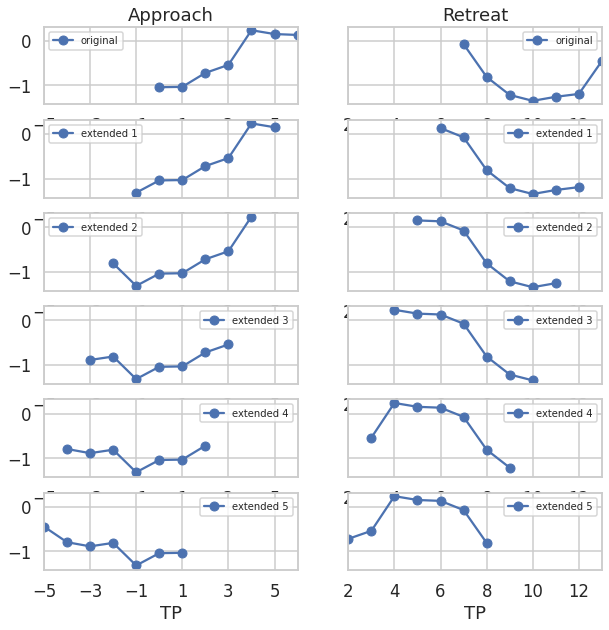 Approach Retreat
0 original original
−1
0 extended 1 extended 1
−1
0 extended 2 extended 2
−1
0 extended 3 extended 3
−1
0 extended 4 extended 4
−1
0 extended 5 extended 5
−1
−5 −3 −1 1 3 5 2 4 6 8 10 12
TP TP